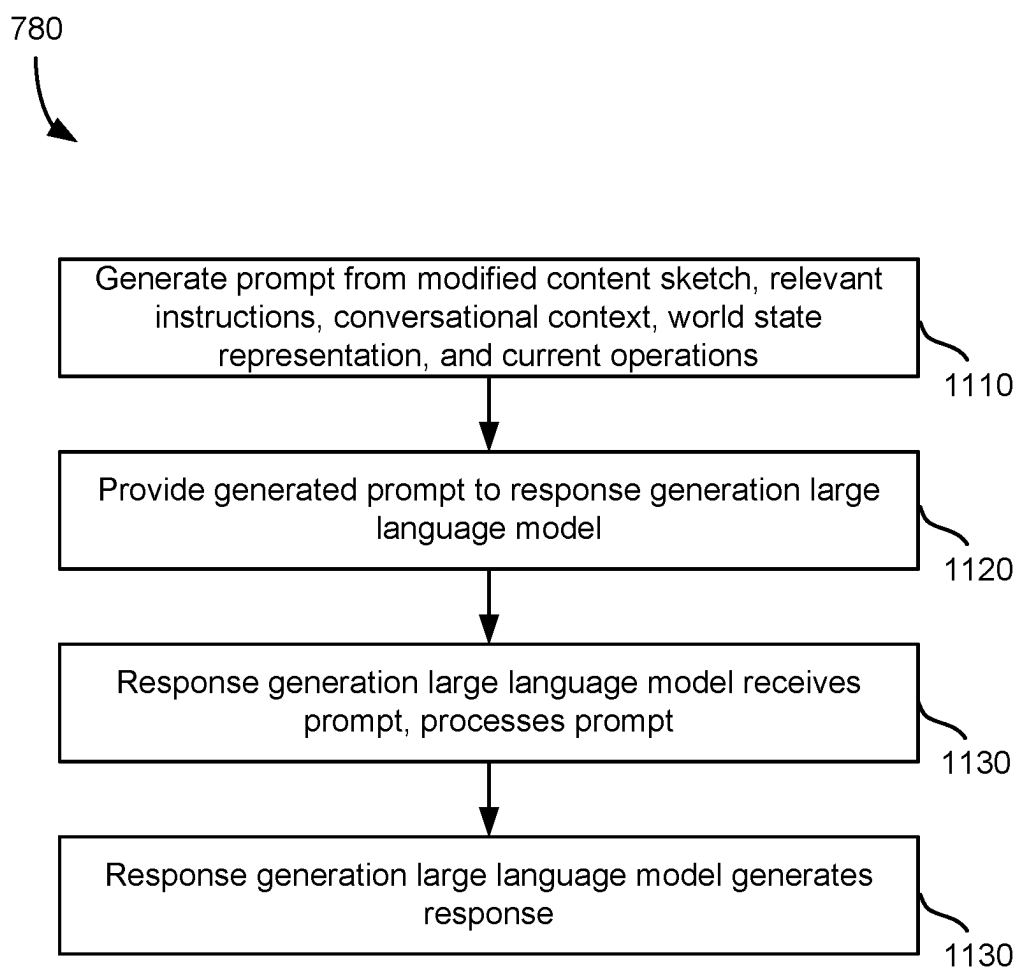 780
Generate prompt from modified content sketch, relevant
instructions, conversational context, world state
representation, and current operations
1110
Provide generated prompt to response generation large
language model
1120
Response generation large language model receives
prompt, processes prompt
1130
Response generation large language model generates
response
1130